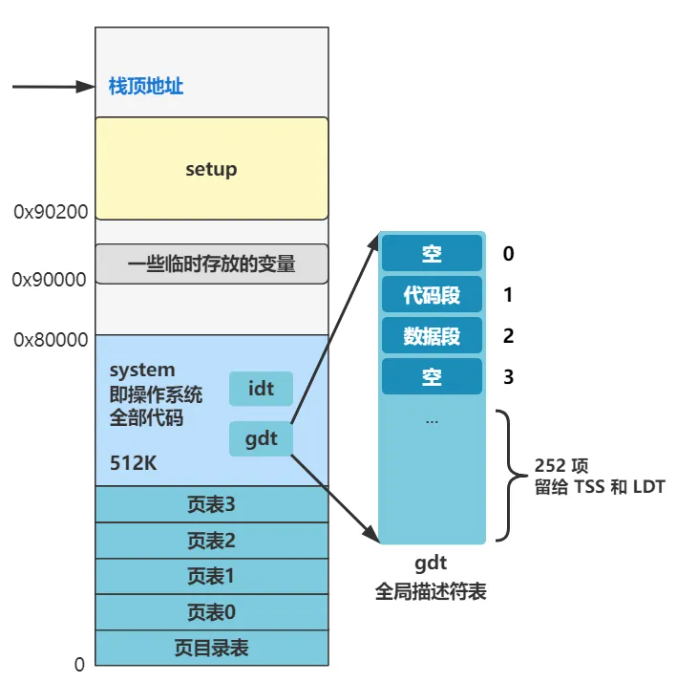 栈顶地址
setup
0x90200
一些临时存放的变量
0x90000
0x80000
system
即操作系统
全部代码
512K
idt
gdt
页表3
页表2
页表1
页表0
页目录表
0
空 0
代码段 1
数据段 2
空 3
...
252 项
留给 TSS 和 LDT
gdt
全局描述符表